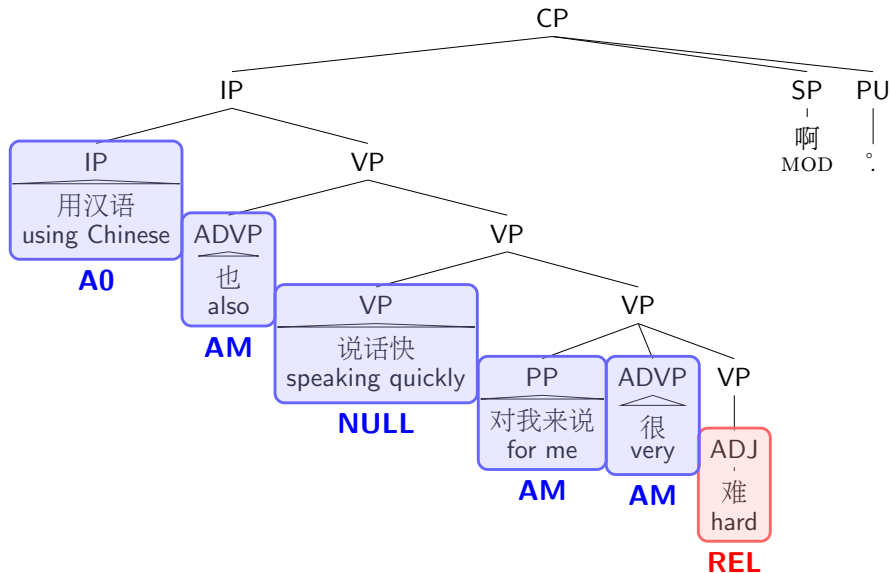 CP
IP SP PU
啊 MOD
。.
IP VP
用汉语
using Chinese
A0
ADVP VP
也
also
AM
VP VP
说话快
speaking quickly
NULL
PP ADVP VP
对我来说 很
for me very
AM AM
ADJ
难
hard
REL